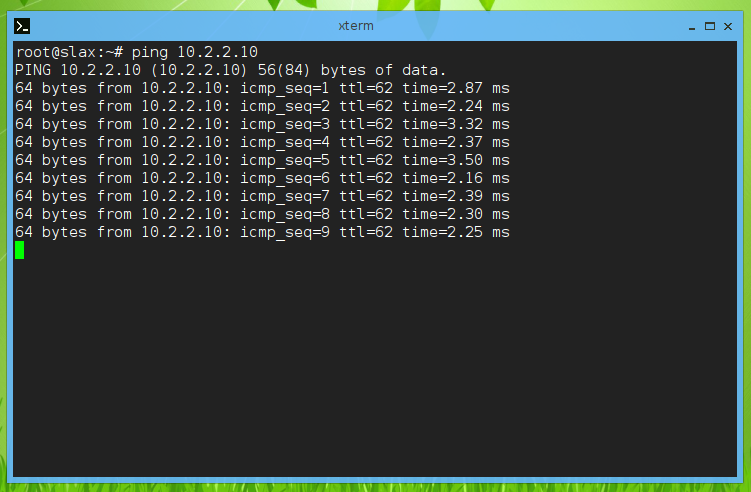 xterm
root@slax:~# ping 10.2.2.10
PING 10.2.2.10 (10.2.2.10) 56(84) bytes of data.
64 bytes from 10.2.2.10: icmp_seq=1 ttl=62 time=2.87 ms
64 bytes from 10.2.2.10: icmp_seq=2 ttl=62 time=2.24 ms
64 bytes from 10.2.2.10: icmp_seq=3 ttl=62 time=3.32 ms
64 bytes from 10.2.2.10: icmp_seq=4 ttl=62 time=2.37 ms
64 bytes from 10.2.2.10: icmp_seq=5 ttl=62 time=3.50 ms
64 bytes from 10.2.2.10: icmp_seq=6 ttl=62 time=2.16 ms
64 bytes from 10.2.2.10: icmp_seq=7 ttl=62 time=2.39 ms
64 bytes from 10.2.2.10: icmp_seq=8 ttl=62 time=2.30 ms
64 bytes from 10.2.2.10: icmp_seq=9 ttl=62 time=2.25 ms